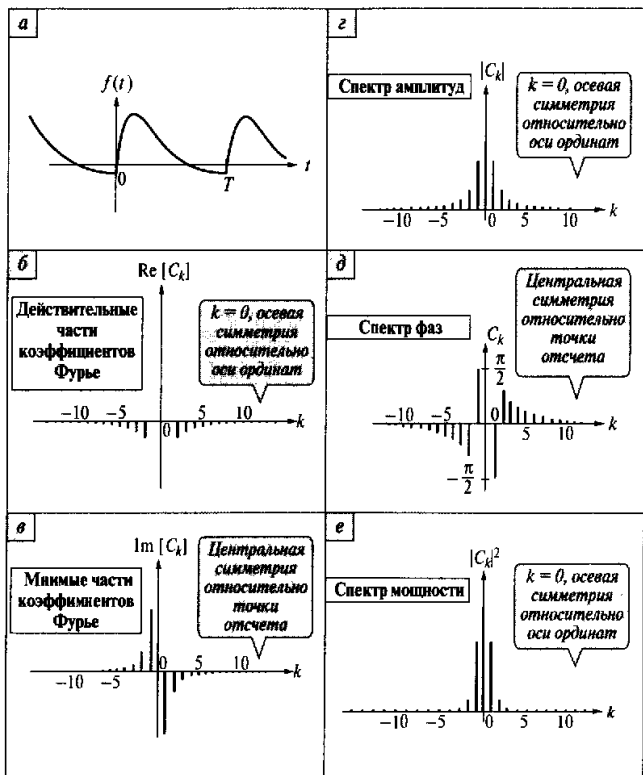 а
f(t)
0
T
t
б
Re [C_k]
Действительные
части
коэффициентов
Фурье
k = 0, осевая
симметрия
относительно
оси ординат
−10
−5
0
5
10
k
в
Im [C_k]
Мнимые части
коэффимкентов
Фурье
Центральная
симметрия
относительно
точки
отсчета
−10
−5
0
5
10
k
г
|C_k|
Спектр амплитуд
k = 0, осевая
симметрия
относительно
оси ординат
−10
−5
0
5
10
k
д
Спектр фаз
C_k
Центральная
симметрия
относительно
точки
отсчета
π/2
−10
−5
0
5
10
k
−π/2
е
|C_k|²
Спектр мощности
k = 0, осевая
симметрия
относительно
оси ординат
−10
−5
0
5
10
k